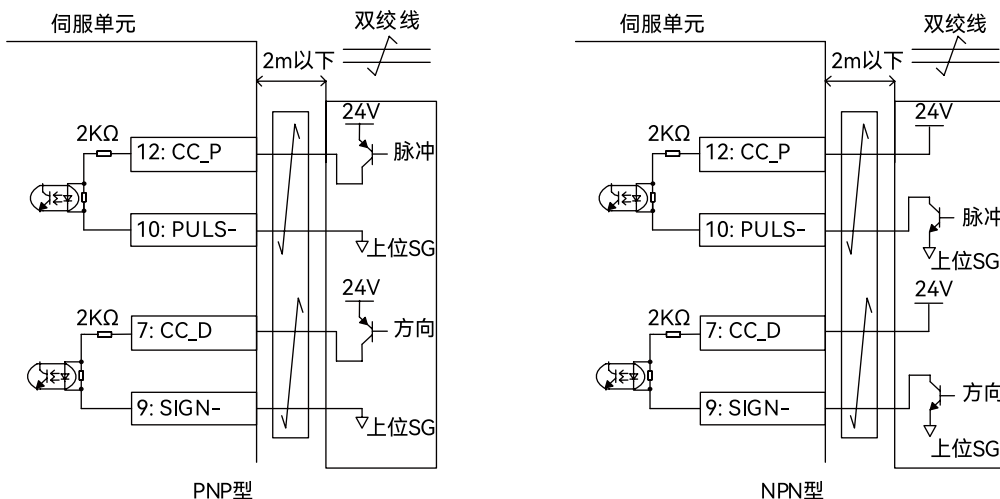 伺服单元
双绞线
2m以下
24V
2KΩ
12: CC_P
脉冲
10: PULS-
上位SG
24V
2KΩ
7: CC_D
方向
9: SIGN-
上位SG
PNP型
伺服单元
双绞线
2m以下
24V
2KΩ
12: CC_P
10: PULS-
脉冲
上位SG
24V
2KΩ
7: CC_D
9: SIGN-
方向
上位SG
NPN型